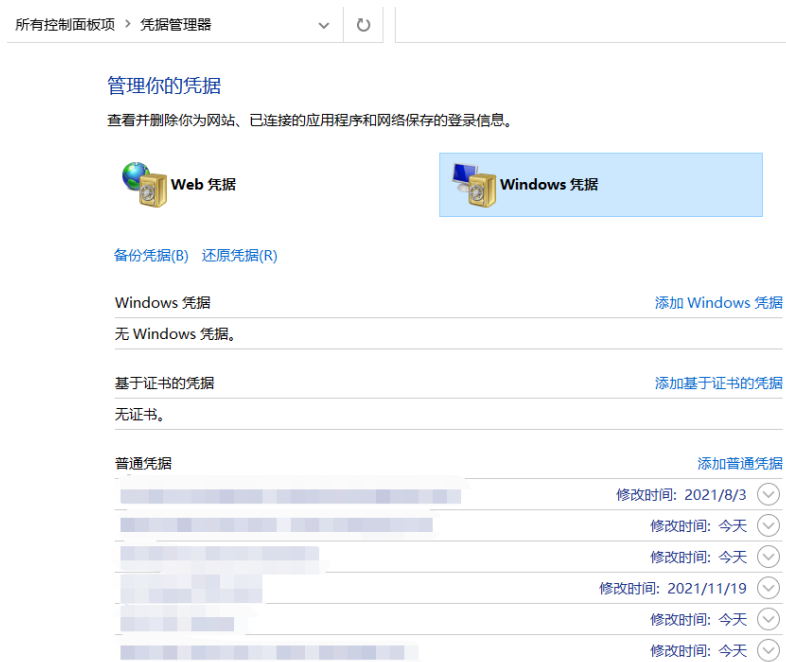 所有控制面板项 > 凭据管理器
管理你的凭据
查看并删除你为网站、已连接的应用程序和网络保存的登录信息。
Web 凭据
Windows 凭据
备份凭据(B) 还原凭据(R)
Windows 凭据 添加 Windows 凭据
无 Windows 凭据。
基于证书的凭据 添加基于证书的凭据
无证书。
普通凭据 添加普通凭据
修改时间: 2021/8/3
修改时间: 今天
修改时间: 今天
修改时间: 2021/11/19
修改时间: 今天
修改时间: 今天